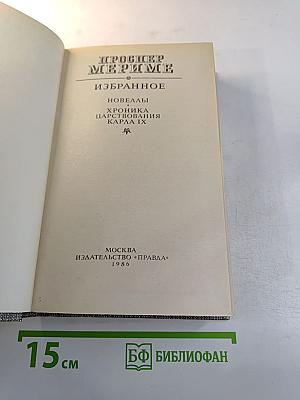 ПРОСПЕР
МЕРИМЕ
ИЗБРАННОЕ
НОВЕЛЛЫ
ХРОНИКА
ЦАРСТВОВАНИЯ
КАРЛА IX
МОСКВА
ИЗДАТЕЛЬСТВО «ПРАВДА»
1986
15 см
БФ БИБЛИОФАН